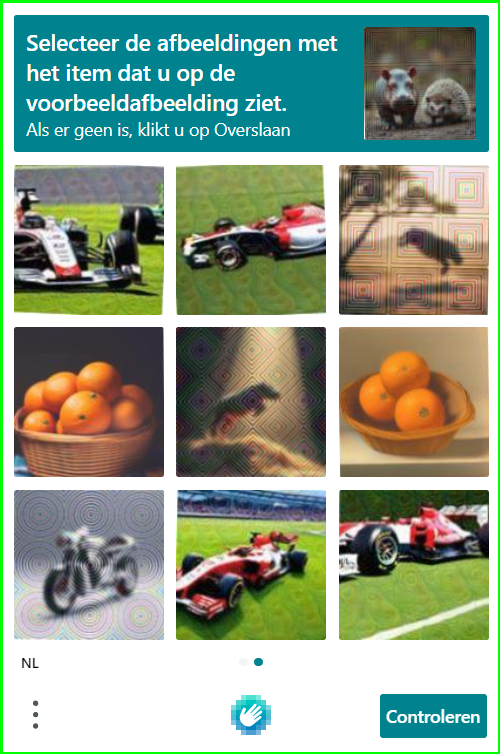 Selecteer de afbeeldingen met
het item dat u op de
voorbeeldafbeelding ziet.
Als er geen is, klikt u op Overslaan
NL
Controleren